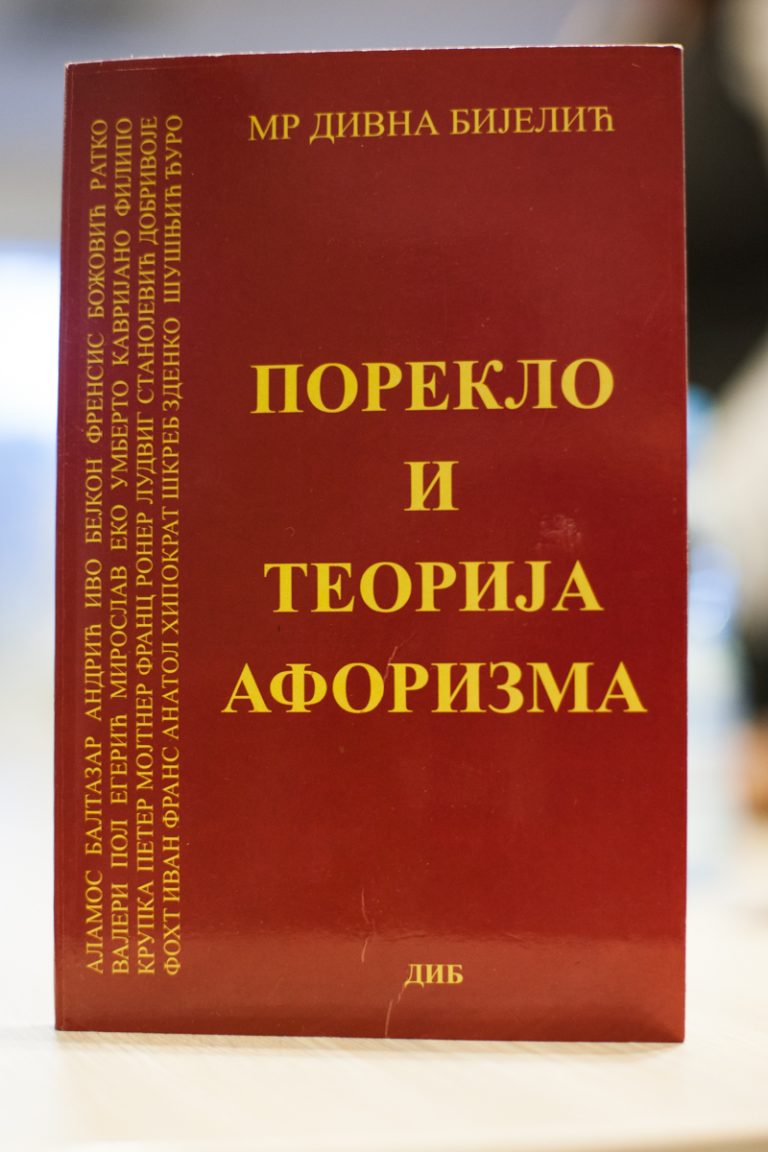 МР ДИВНА БИЈЕЛИЋ
ПОРЕКЛО
И
ТЕОРИЈА
АФОРИЗМА
ДИБ
АЛАМОС БАЛТАЗАР АНДРИЋ ИВО БЕЈКОН ФРЕНСИС БОЖОВИЋ РАТКО
ВАЛЕРИ ПОЛ ЕГЕРИЋ МИРОСЛАВ ЕКО УМБЕРТО КАВРИЈАНО ФИЛИПО
КРУПКА ПЕТЕР МОЈТНЕР ФРАНЦ РОНЕР ЛУДВИГ СТАНОЈЕВИЋ ДОБРИВОЈЕ
ФОХТ ИВАН ФРАНС АНАТОЛ ХИПОКРАТ ШКРЕБ ЗДЕНКО ШУШЊИЋ ЂУРО